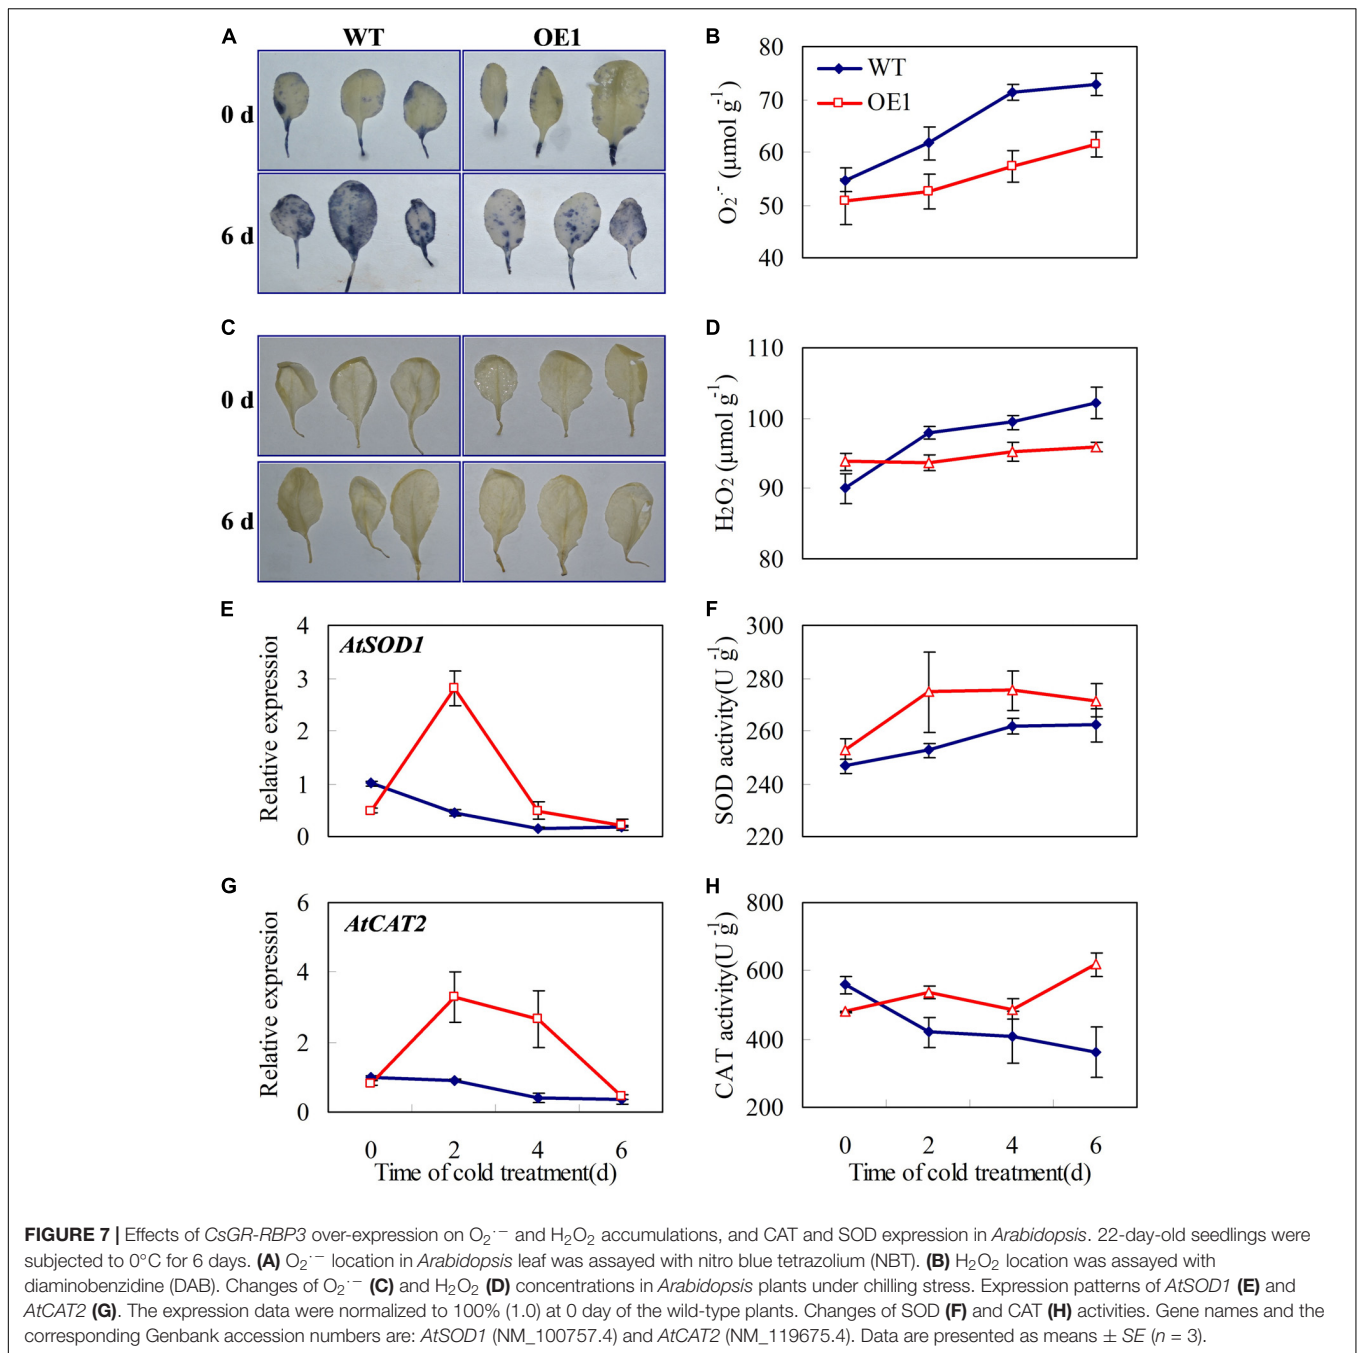 A
WT
OE1
0 d
6 d
B
80
70
60
50
40
O₂·⁻ (µmol g⁻¹)
WT
OE1
C
0 d
6 d
D
110
100
90
80
H₂O₂ (µmol g⁻¹)
E
4
3
2
1
0
Relative expression
AtSOD1
F
300
280
260
240
220
SOD activity(U g⁻¹)
G
6
4
2
0
Relative expression
AtCAT2
0 2 4 6
Time of cold treatment(d)
H
800
600
400
200
CAT activity(U g⁻¹)
0 2 4 6
Time of cold treatment(d)
FIGURE 7 | Effects of CsGR-RBP3 over-expression on O₂·⁻ and H₂O₂ accumulations, and CAT and SOD expression in Arabidopsis. 22-day-old seedlings were
subjected to 0°C for 6 days. (A) O₂·⁻ location in Arabidopsis leaf was assayed with nitro blue tetrazolium (NBT). (B) H₂O₂ location was assayed with
diaminobenzidine (DAB). Changes of O₂·⁻ (C) and H₂O₂ (D) concentrations in Arabidopsis plants under chilling stress. Expression patterns of AtSOD1 (E) and
AtCAT2 (G). The expression data were normalized to 100% (1.0) at 0 day of the wild-type plants. Changes of SOD (F) and CAT (H) activities. Gene names and the
corresponding Genbank accession numbers are: AtSOD1 (NM_100757.4) and AtCAT2 (NM_119675.4). Data are presented as means ± SE (n = 3).